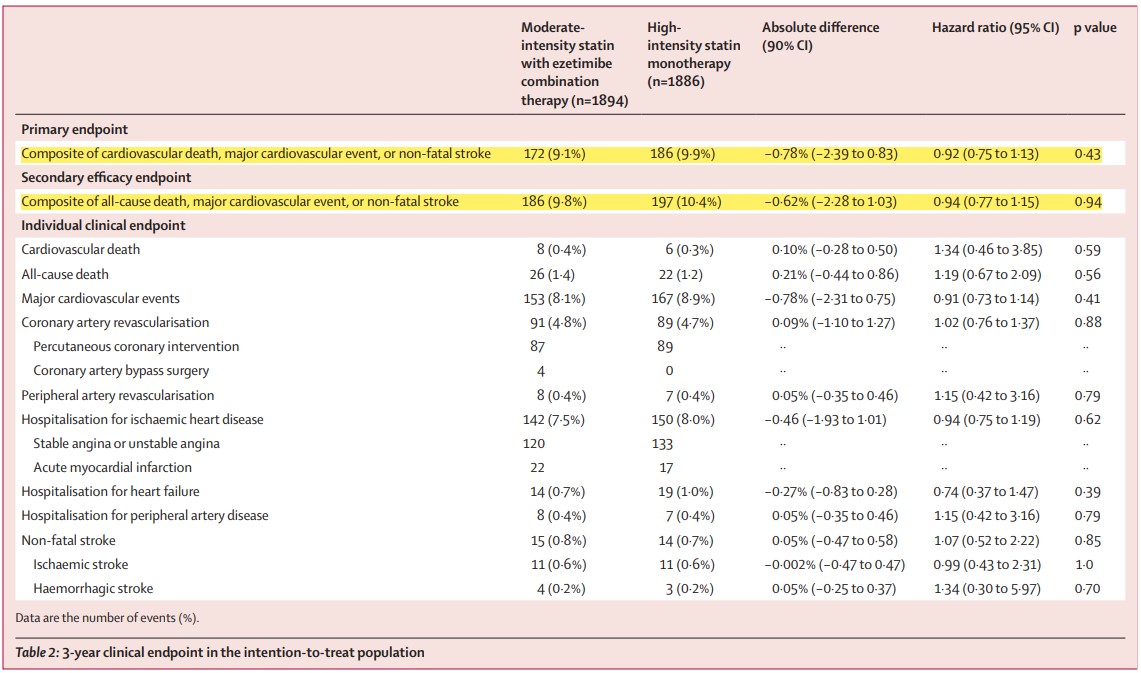 Moderate-intensity statin with ezetimibe combination therapy (n=1894) High-intensity statin monotherapy (n=1886) Absolute difference (90% CI) Hazard ratio (95% CI) p value
Primary endpoint
Composite of cardiovascular death, major cardiovascular event, or non-fatal stroke 172 (9·1%) 186 (9·9%) −0·78% (−2·39 to 0·83) 0·92 (0·75 to 1·13) 0·43
Secondary efficacy endpoint
Composite of all-cause death, major cardiovascular event, or non-fatal stroke 186 (9·8%) 197 (10·4%) −0·62% (−2·28 to 1·03) 0·94 (0·77 to 1·15) 0·94
Individual clinical endpoint
Cardiovascular death 8 (0·4%) 6 (0·3%) 0·10% (−0·28 to 0·50) 1·34 (0·46 to 3·85) 0·59
All-cause death 26 (1·4) 22 (1·2) 0·21% (−0·44 to 0·86) 1·19 (0·67 to 2·09) 0·56
Major cardiovascular events 153 (8·1%) 167 (8·9%) −0·78% (−2·31 to 0·75) 0·91 (0·73 to 1·14) 0·41
Coronary artery revascularisation 91 (4·8%) 89 (4·7%) 0·09% (−1·10 to 1·27) 1·02 (0·76 to 1·37) 0·88
Percutaneous coronary intervention 87 89 ·· ·· ··
Coronary artery bypass surgery 4 0 ·· ·· ··
Peripheral artery revascularisation 8 (0·4%) 7 (0·4%) 0·05% (−0·35 to 0·46) 1·15 (0·42 to 3·16) 0·79
Hospitalisation for ischaemic heart disease 142 (7·5%) 150 (8·0%) −0·46 (−1·93 to 1·01) 0·94 (0·75 to 1·19) 0·62
Stable angina or unstable angina 120 133 ·· ·· ··
Acute myocardial infarction 22 17 ·· ·· ··
Hospitalisation for heart failure 14 (0·7%) 19 (1·0%) −0·27% (−0·83 to 0·28) 0·74 (0·37 to 1·47) 0·39
Hospitalisation for peripheral artery disease 8 (0·4%) 7 (0·4%) 0·05% (−0·35 to 0·46) 1·15 (0·42 to 3·16) 0·79
Non-fatal stroke 15 (0·8%) 14 (0·7%) 0·05% (−0·47 to 0·58) 1·07 (0·52 to 2·22) 0·85
Ischaemic stroke 11 (0·6%) 11 (0·6%) −0·002% (−0·47 to 0·47) 0·99 (0·43 to 2·31) 1·0
Haemorrhagic stroke 4 (0·2%) 3 (0·2%) 0·05% (−0·25 to 0·37) 1·34 (0·30 to 5·97) 0·70
Data are the number of events (%).
Table 2: 3-year clinical endpoint in the intention-to-treat population